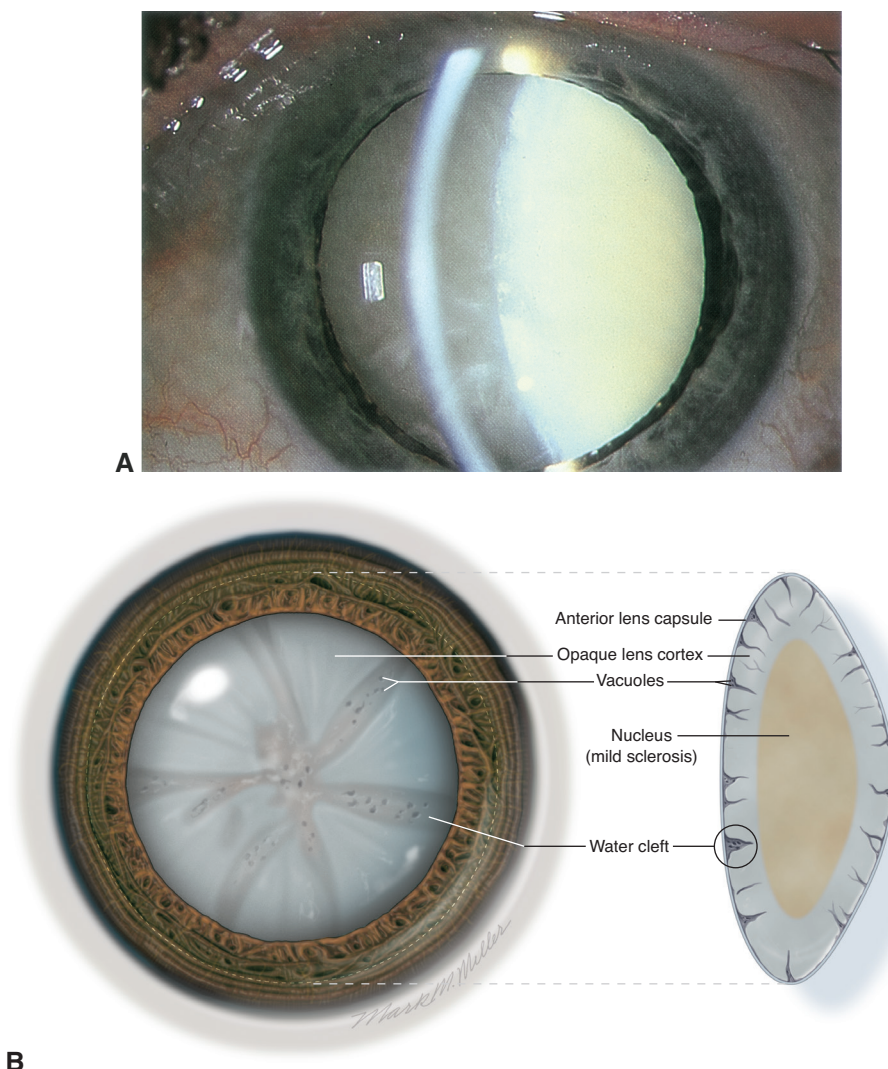 A
Anterior lens capsule
Opaque lens cortex
Vacuoles
Nucleus
(mild sclerosis)
Water cleft
Mark M. Miller
B